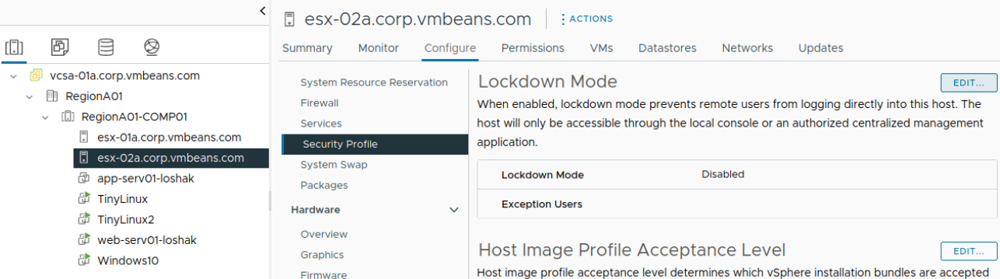 esx-02a.corp.vmbeans.com
ACTIONS
Summary Monitor Configure Permissions VMs Datastores Networks Updates
vcsa-01a.corp.vmbeans.com
RegionA01
RegionA01-COMP01
esx-01a.corp.vmbeans.com
esx-02a.corp.vmbeans.com
app-serv01-loshak
TinyLinux
TinyLinux2
web-serv01-loshak
Windows10
System Resource Reservation
Firewall
Services
Security Profile
System Swap
Packages
Hardware
Overview
Graphics
Firmware
Lockdown Mode
EDIT...
When enabled, lockdown mode prevents remote users from logging directly into this host. The
host will only be accessible through the local console or an authorized centralized management
application.
Lockdown Mode Disabled
Exception Users
Host Image Profile Acceptance Level
EDIT...
Host image profile acceptance level determines which vSphere installation bundles are accepted